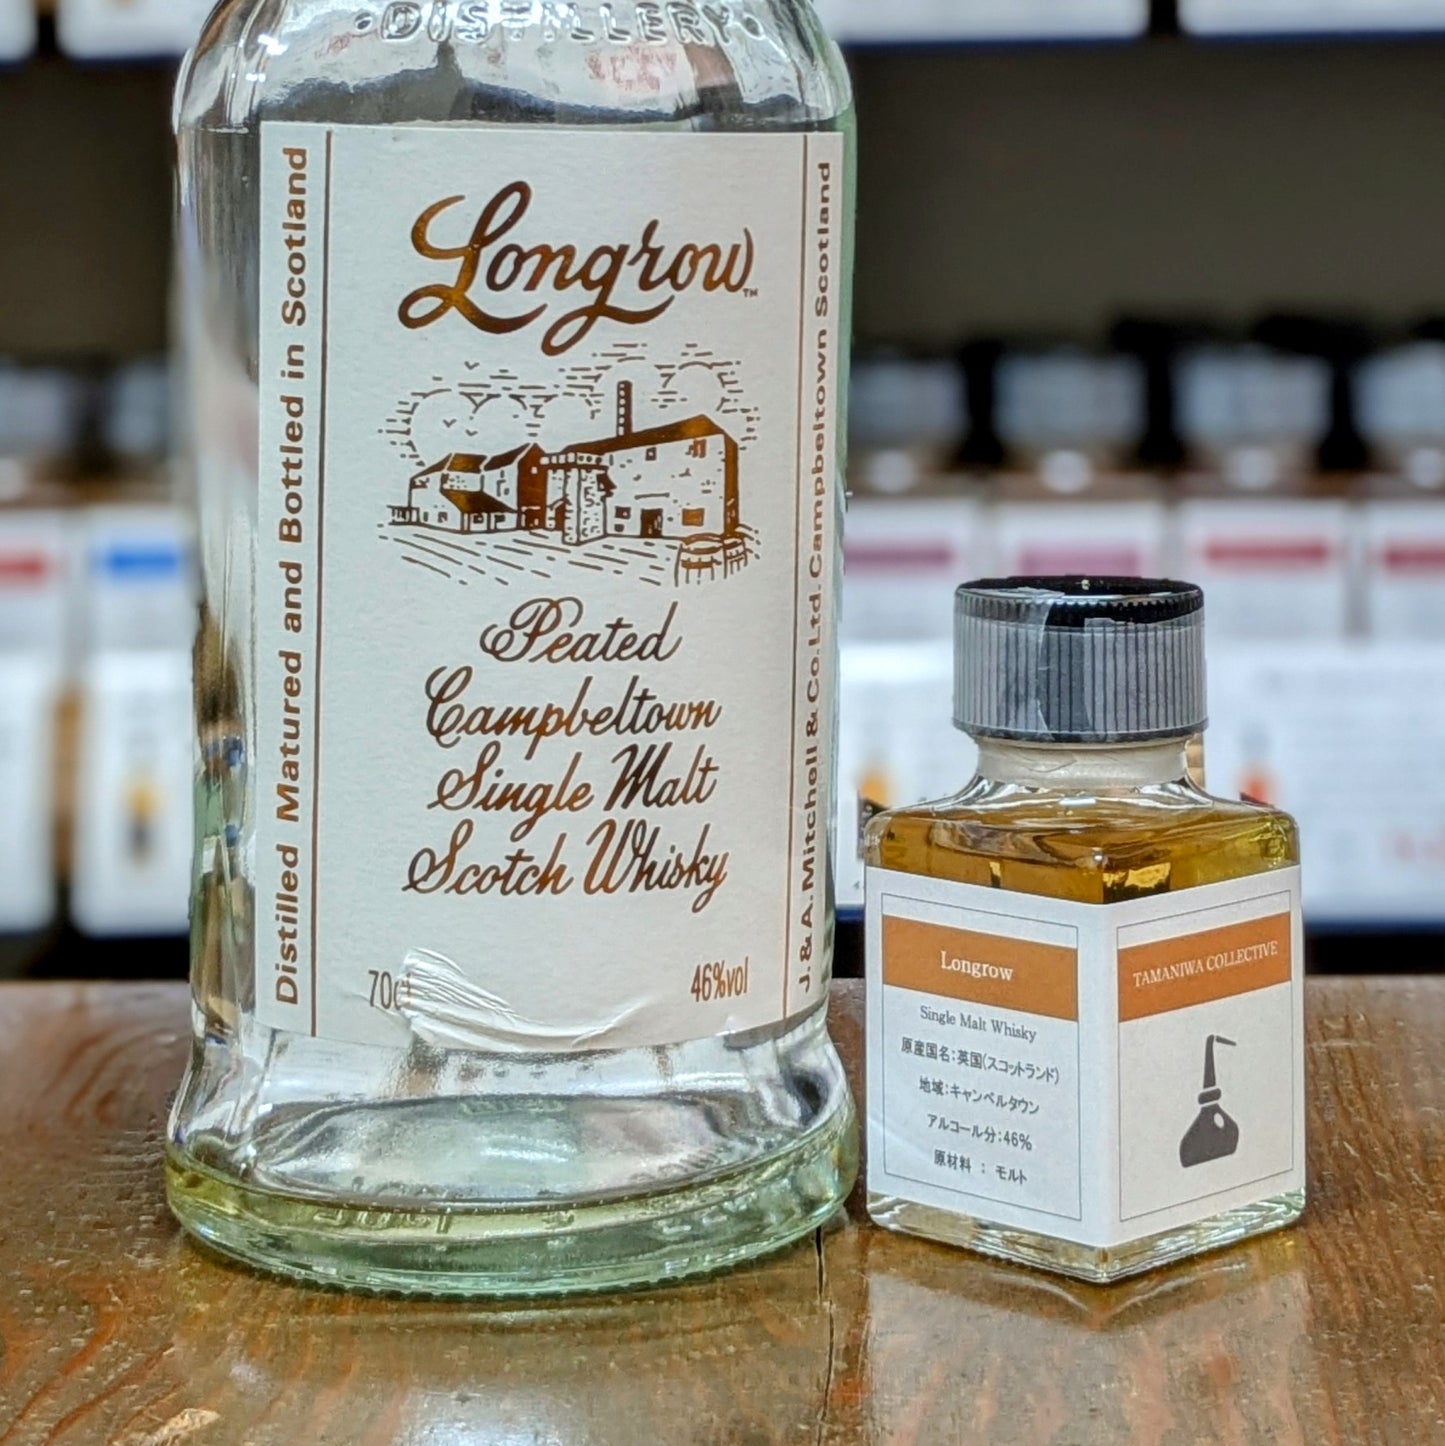 •DISTILLERY•
Distilled Matured and Bottled in Scotland
Longrow™
Peated
Campbeltown
Single Malt
Scotch Whisky
70cl
46%vol
J. & A. Mitchell & Co. Ltd. Campbeltown Scotland
Longrow
Single Malt Whisky
原産国名:英国(スコットランド)
地域:キャンベルタウン
アルコール分:46%
原材料 : モルト
TAMANIWA COLLECTIVE